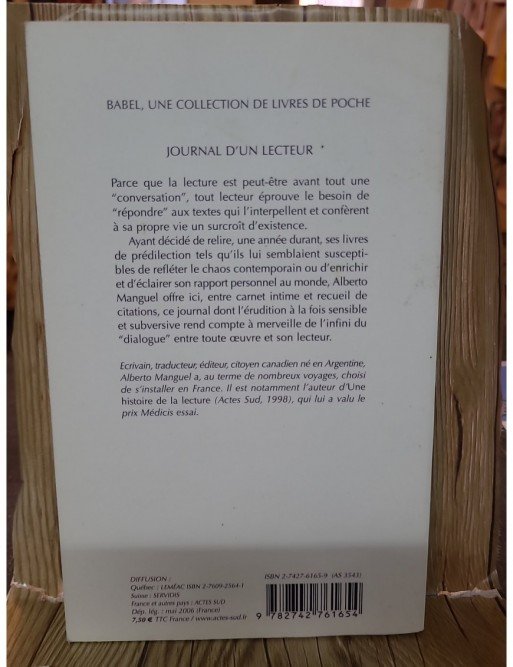 BABEL, UNE COLLECTION DE LIVRES DE POCHE
JOURNAL D'UN LECTEUR
Parce que la lecture est peut-être avant tout une
"conversation", tout lecteur éprouve le besoin de
"répondre" aux textes qui l'interpellent et confèrent
à sa propre vie un surcroît d'existence.
Ayant décidé de relire, une année durant, ses livres
de prédilection tels qu'ils lui semblaient suscepti-
bles de refléter le chaos contemporain ou d'enrichir
et d'éclairer son rapport personnel au monde, Alberto
Manguel offre ici, entre carnet intime et recueil de
citations, ce journal dont l'érudition à la fois sensible
et subversive rend compte à merveille de l'infini du
"dialogue" entre toute œuvre et son lecteur.
Ecrivain, traducteur, éditeur, citoyen canadien né en Argentine,
Alberto Manguel a, au terme de nombreux voyages, choisi
de s'installer en France. Il est notamment l'auteur d'Une
histoire de la lecture (Actes Sud, 1998), qui lui a valu le
prix Médicis essai.
DIFFUSION :
Québec : LEMÉAC ISBN 2-7609-2564-1
Suisse : SERVIDIS
France et autres pays : ACTES SUD
Dép. lég. : mai 2006 (France)
7,50 € TTC France / www.actes-sud.fr
ISBN 2-7427-6165-9 (AS 3543)
9 782742 761654